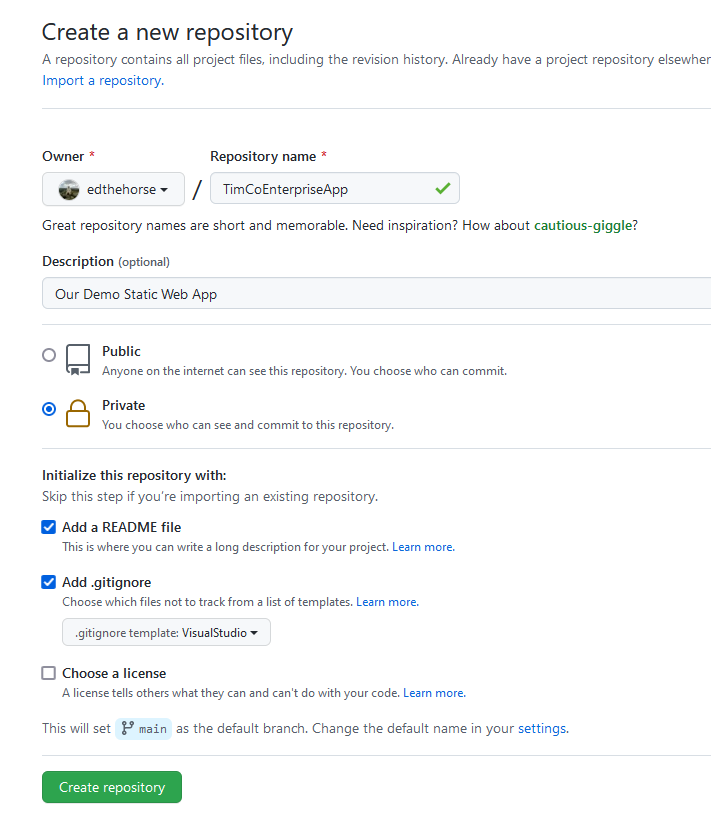 Create a new repository
A repository contains all project files, including the revision history. Already have a project repository elsewher
Import a repository.
Owner * Repository name *
edthehorse / TimCoEnterpriseApp
Great repository names are short and memorable. Need inspiration? How about cautious-giggle?
Description (optional)
Our Demo Static Web App
Public
Anyone on the internet can see this repository. You choose who can commit.
Private
You choose who can see and commit to this repository.
Initialize this repository with:
Skip this step if you're importing an existing repository.
Add a README file
This is where you can write a long description for your project. Learn more.
Add .gitignore
Choose which files not to track from a list of templates. Learn more.
.gitignore template: VisualStudio
Choose a license
A license tells others what they can and can't do with your code. Learn more.
This will set main as the default branch. Change the default name in your settings.
Create repository